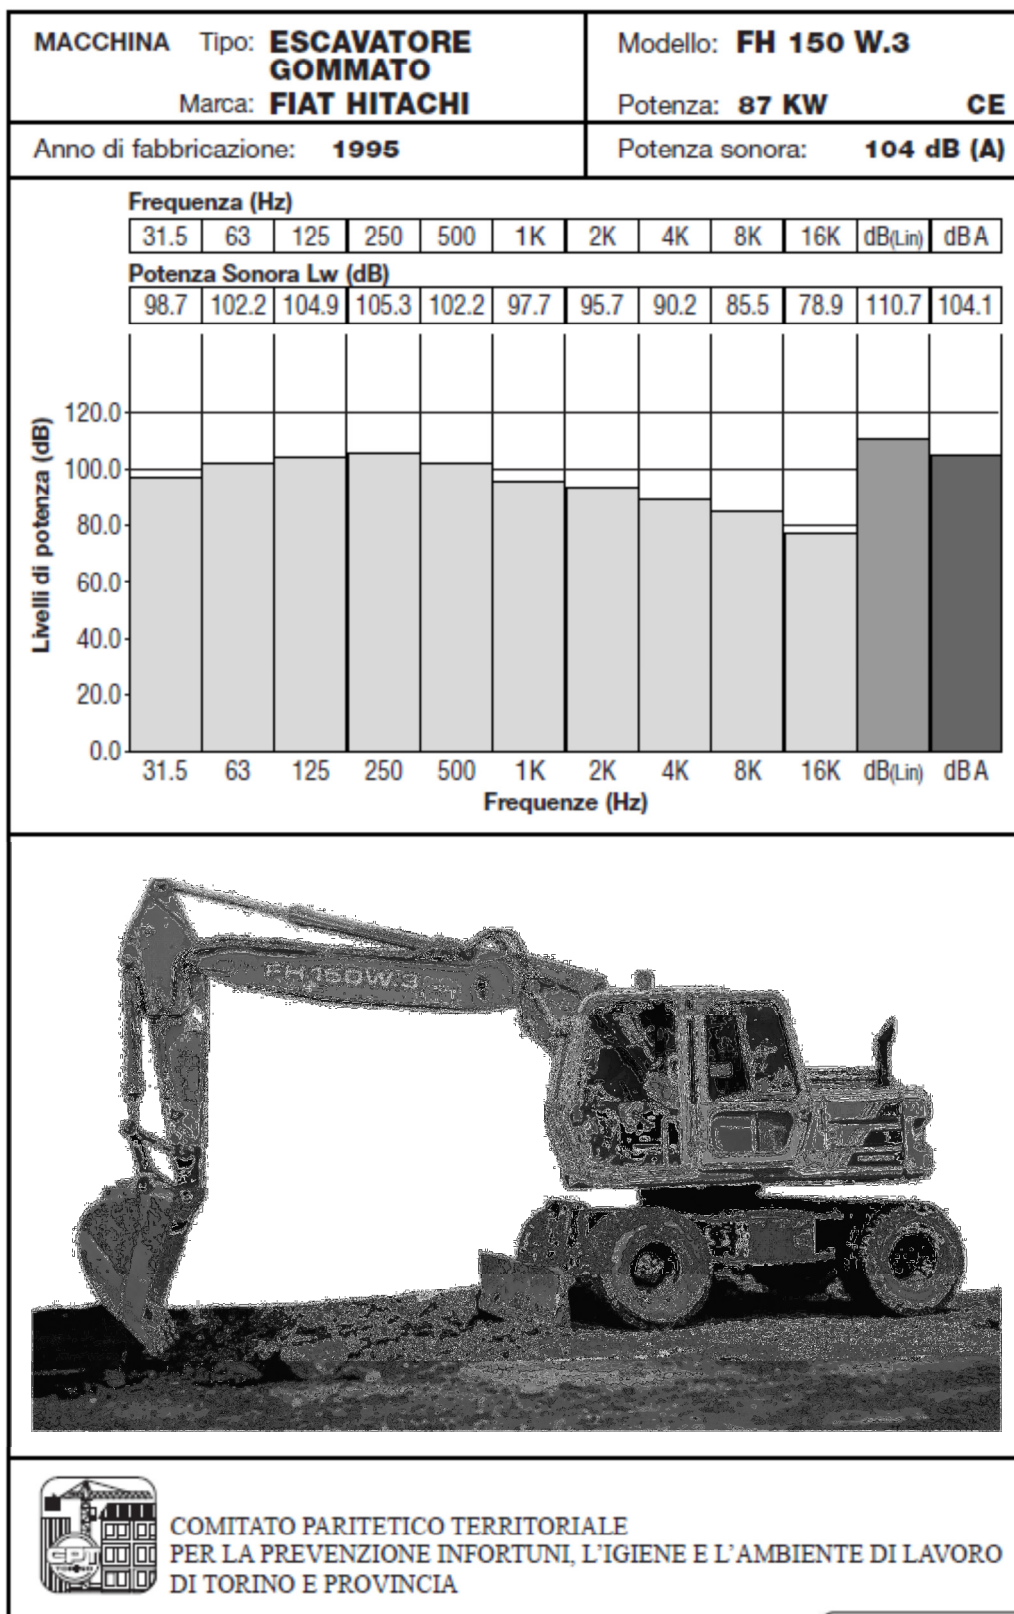 MACCHINA Tipo: ESCAVATORE
GOMMATO
Marca: FIAT HITACHI
Modello: FH 150 W.3
Potenza: 87 KW CE
Anno di fabbricazione: 1995
Potenza sonora: 104 dB (A)
Frequenza (Hz)
31.5 63 125 250 500 1K 2K 4K 8K 16K dB(Lin) dB A
Potenza Sonora Lw (dB)
98.7 102.2 104.9 105.3 102.2 97.7 95.7 90.2 85.5 78.9 110.7 104.1
Livelli di potenza (dB)
120.0
100.0
80.0
60.0
40.0
20.0
0.0
31.5 63 125 250 500 1K 2K 4K 8K 16K dB(Lin) dB A
Frequenze (Hz)
FH150W.3
CPT
COMITATO PARITETICO TERRITORIALE
PER LA PREVENZIONE INFORTUNI, L'IGIENE E L'AMBIENTE DI LAVORO
DI TORINO E PROVINCIA